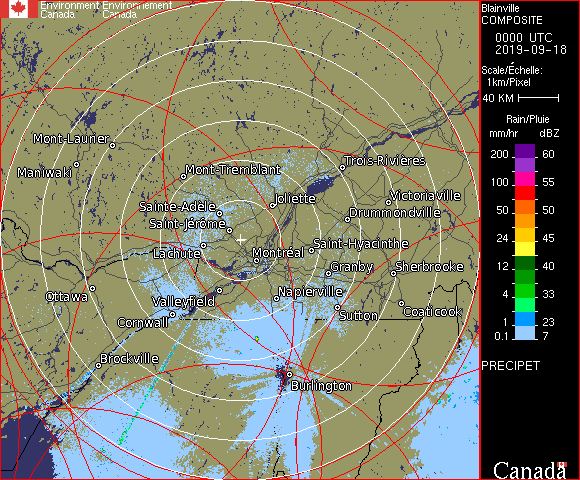 Environment Environnement
Canada Canada
Mont-Laurier
Maniwaki
Mont-Tremblant
Trois-Rivières
Sainte-Adèle
Joliette
Victoriaville
Drummondville
Saint-Jérôme
Lachute
Montréal
Saint-Hyacinthe
Granby
Sherbrooke
Ottawa
Valleyfield
Napierville
Cornwall
Sutton
Coaticook
Brockville
Burlington
Blainville
COMPOSITE
0000 UTC
2019-09-18
Scale/Échelle:
1km/Pixel
40 KM
Rain/Pluie
mm/hr dBZ
200 60
150 57
100 55
50 50
24 45
12 40
4 33
1 23
0.1 7
PRECIPET
Canada